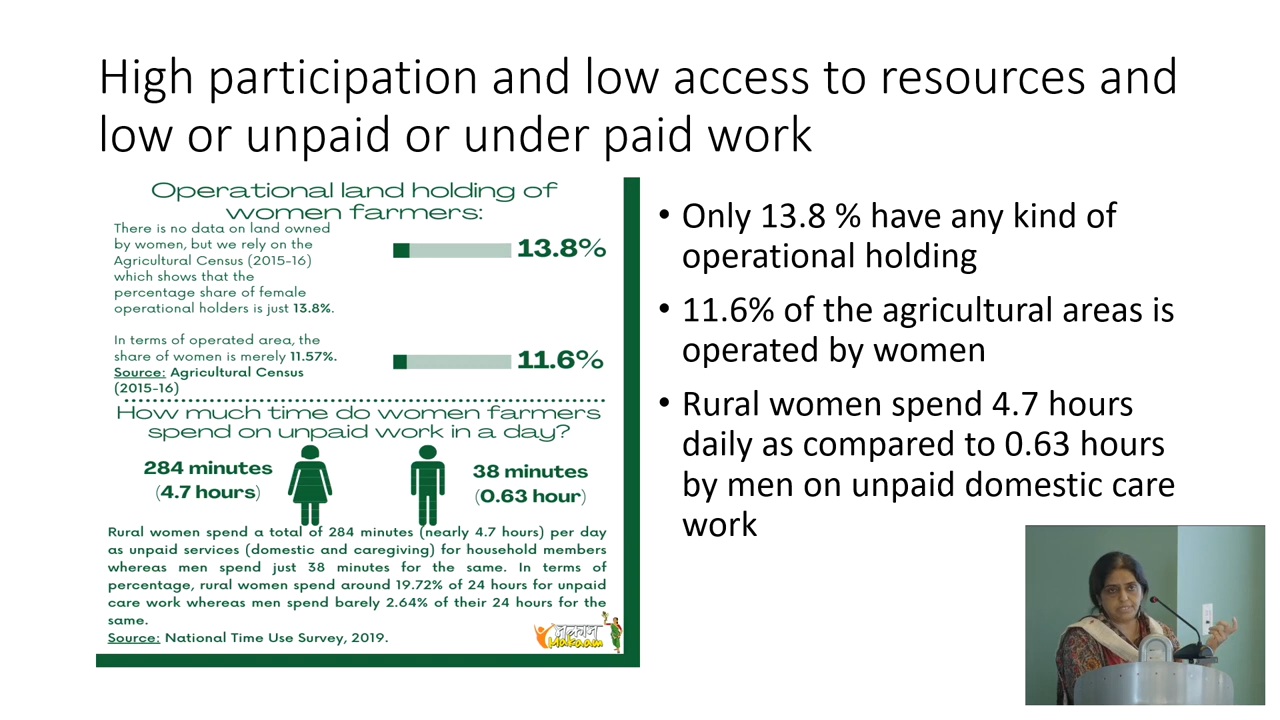 High participation and low access to resources and
low or unpaid or under paid work
Operational land holding of
women farmers:
There is no data on land owned
by women, but we rely on the
Agricultural Census (2015-16)
which shows that the
percentage share of female
operational holders is just 13.8%.
13.8%
In terms of operated area, the
share of women is merely 11.57%.
Source: Agricultural Census
(2015-16)
11.6%
How much time do women farmers
spend on unpaid work in a day?
284 minutes
(4.7 hours)
38 minutes
(0.63 hour)
Rural women spend a total of 284 minutes (nearly 4.7 hours) per day
as unpaid services (domestic and caregiving) for household members
whereas men spend just 38 minutes for the same. In terms of
percentage, rural women spend around 19.72% of 24 hours for unpaid
care work whereas men spend barely 2.64% of their 24 hours for the
same.
Source: National Time Use Survey, 2019.
मकाम
Makaam
• Only 13.8 % have any kind of
operational holding
• 11.6% of the agricultural areas is
operated by women
• Rural women spend 4.7 hours
daily as compared to 0.63 hours
by men on unpaid domestic care
work